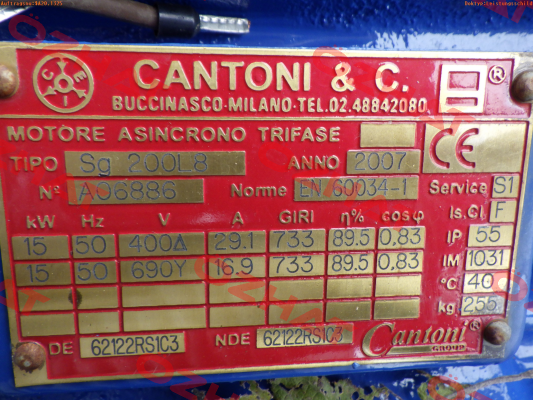 CANTONI & C.
BUCCINASCO-MILANO-TEL.02.48842080
MOTORE ASINCRONO TRIFASE
CE
TIPO Sg 200L8 ANNO 2007
N° A06886 Norme EN 60034-1 Service S1
Is.Cl F
kW Hz V A GIRI η% cosφ
15 50 400Δ 29.1 733 89.5 0,83 IP 55
15 50 690Y 16.9 733 89.5 0,83 IM 1031
°C 40
kg 255
DE 62122RS1C3 NDE 62122RS1C3 Cantoni®
GROUP